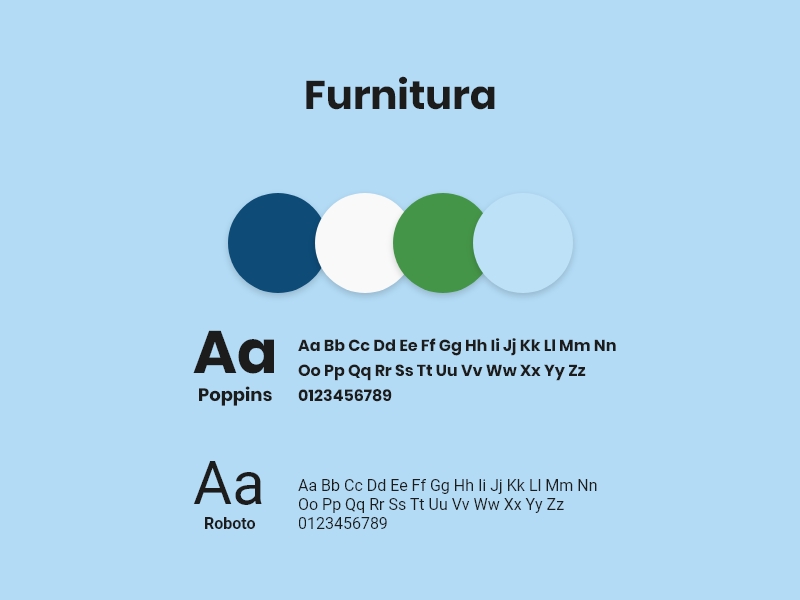 Furnitura
Aa
Poppins
Aa Bb Cc Dd Ee Ff Gg Hh Ii Jj Kk Ll Mm Nn
Oo Pp Qq Rr Ss Tt Uu Vv Ww Xx Yy Zz
0123456789
Aa
Roboto
Aa Bb Cc Dd Ee Ff Gg Hh Ii Jj Kk Ll Mm Nn
Oo Pp Qq Rr Ss Tt Uu Vv Ww Xx Yy Zz
0123456789